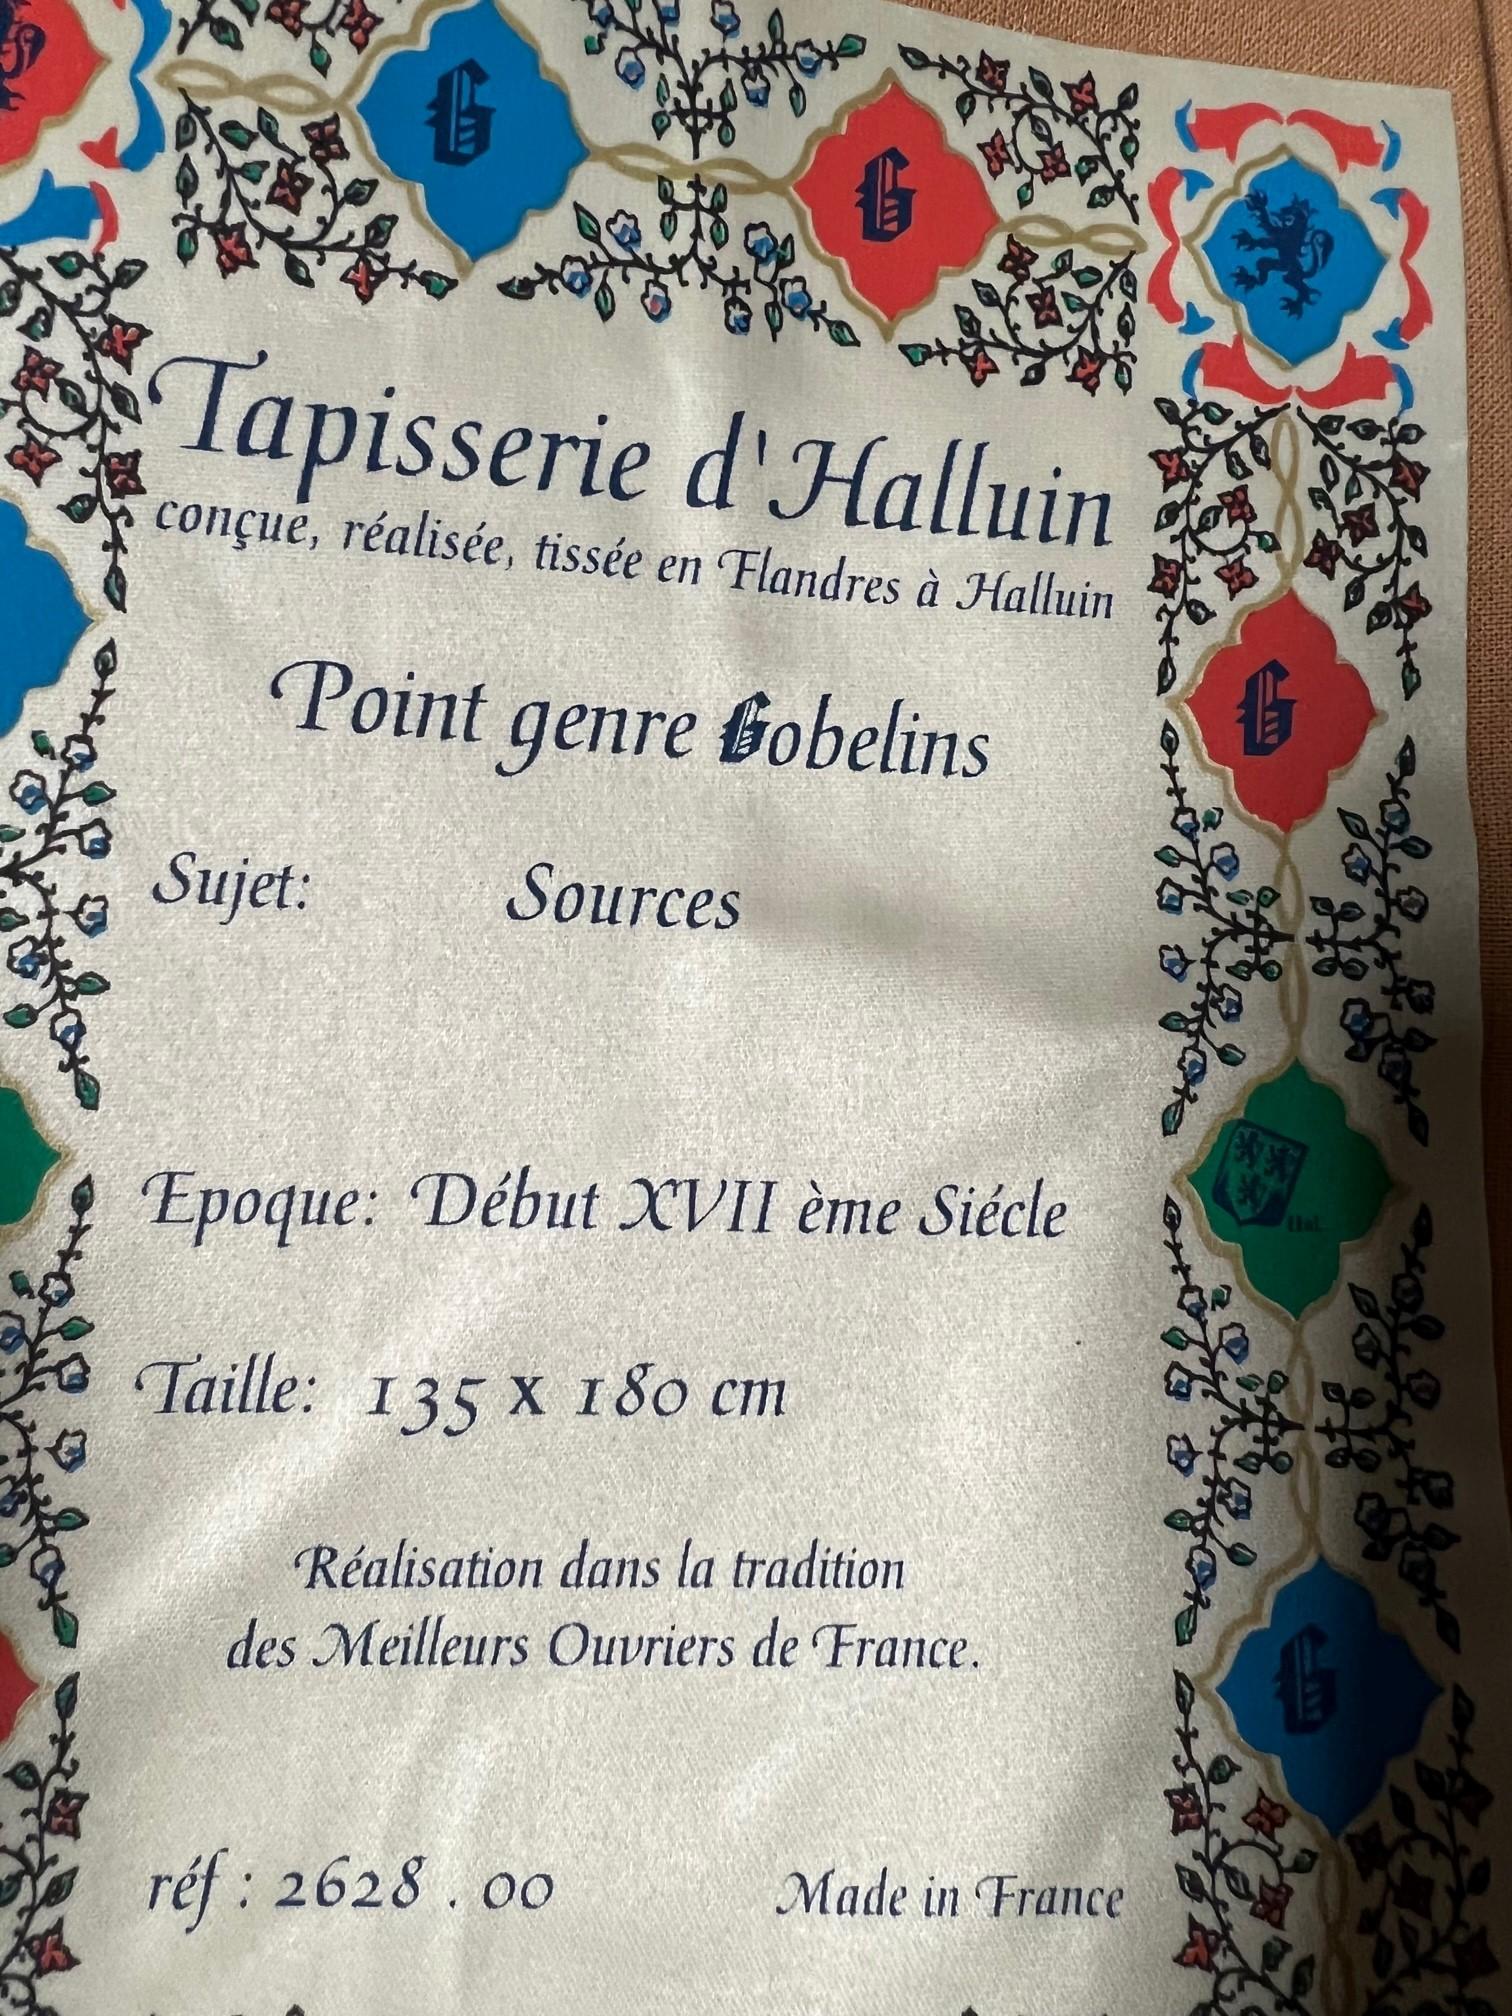 G
G
Tapisserie d'Halluin
conçue, réalisée, tissée en Flandres à Halluin
Point genre Gobelins
G
Sujet: Sources
Epoque: Début XVII ème Siécle
Taille: 135 x 180 cm
Réalisation dans la tradition
des Meilleurs Ouvriers de France.
G
réf : 2628 . 00 Made in France